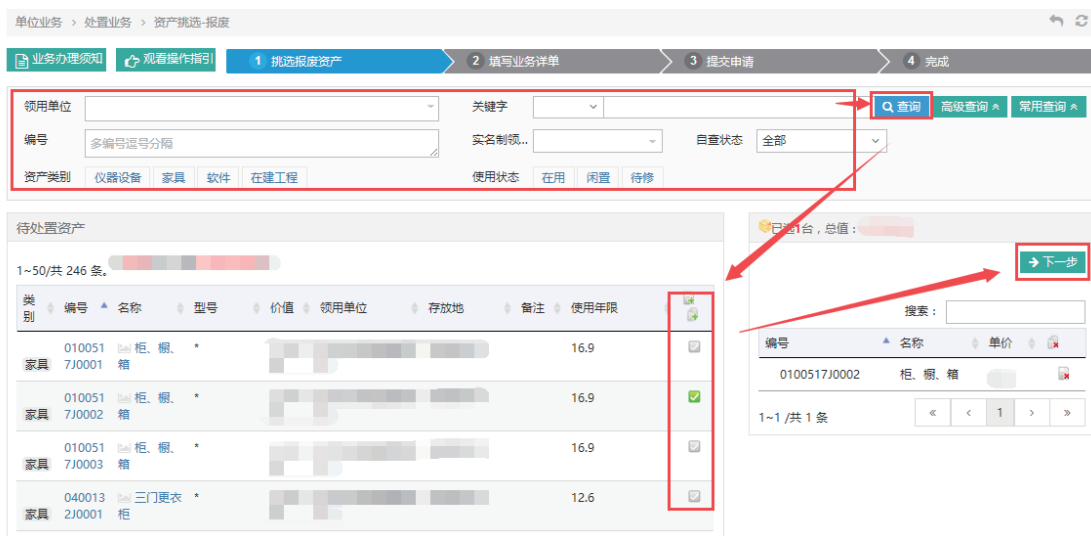 单位业务 > 处置业务 > 资产挑选-报废
业务办理须知 观看操作指引 1 挑选报废资产 2 填写业务详单 3 提交申请 4 完成
领用单位 关键字 查询 高级查询 常用查询
编号 多编号逗号分隔 实名制领... 自查状态 全部
资产类别 仪器设备 家具 软件 在建工程 使用状态 在用 闲置 待修
待处置资产
1~50/共 246 条。
类别 编号 名称 型号 价值 领用单位 存放地 备注 使用年限
家具 0100517J0001 柜、橱、箱 * 16.9
家具 0100517J0002 柜、橱、箱 * 16.9
家具 0100517J0003 柜、橱、箱 * 16.9
家具 0400132J0001 三门更衣柜 * 12.6
已选1台，总值：
下一步
搜索：
编号 名称 单价
0100517J0002 柜、橱、箱
1~1 /共 1 条 « < 1 > »